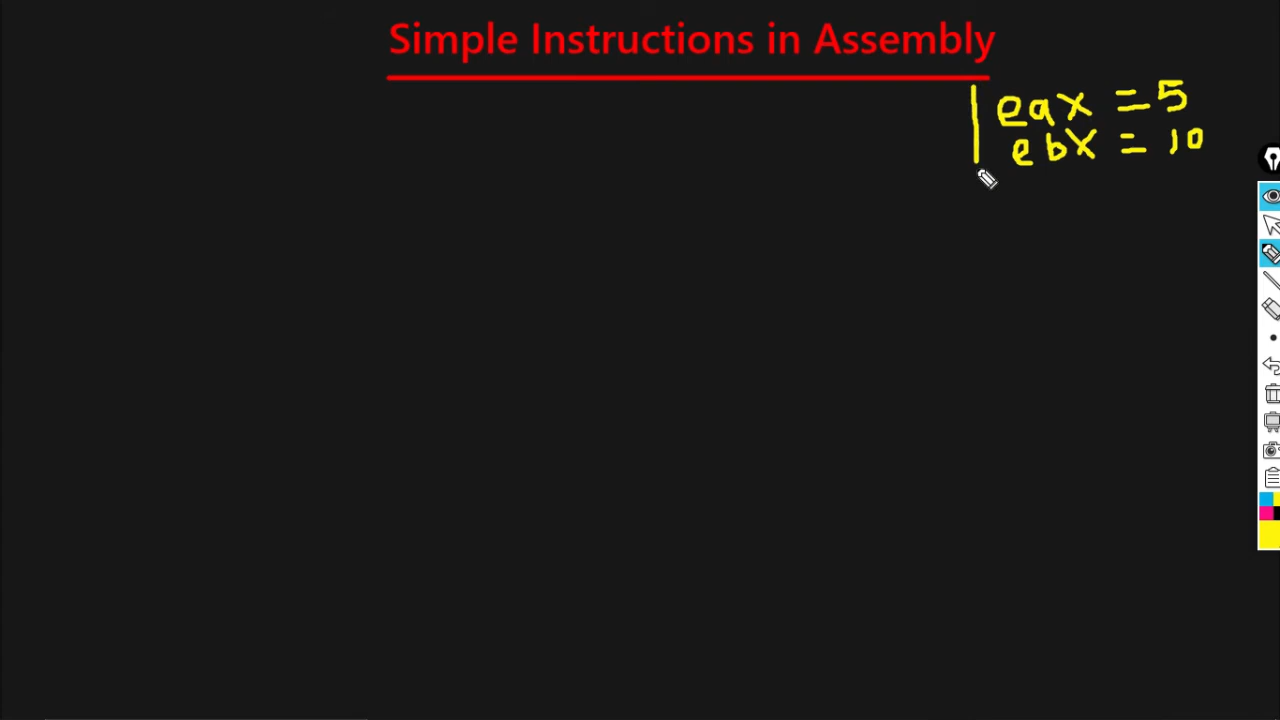 Simple Instructions in Assembly
eax = 5
ebx = 10